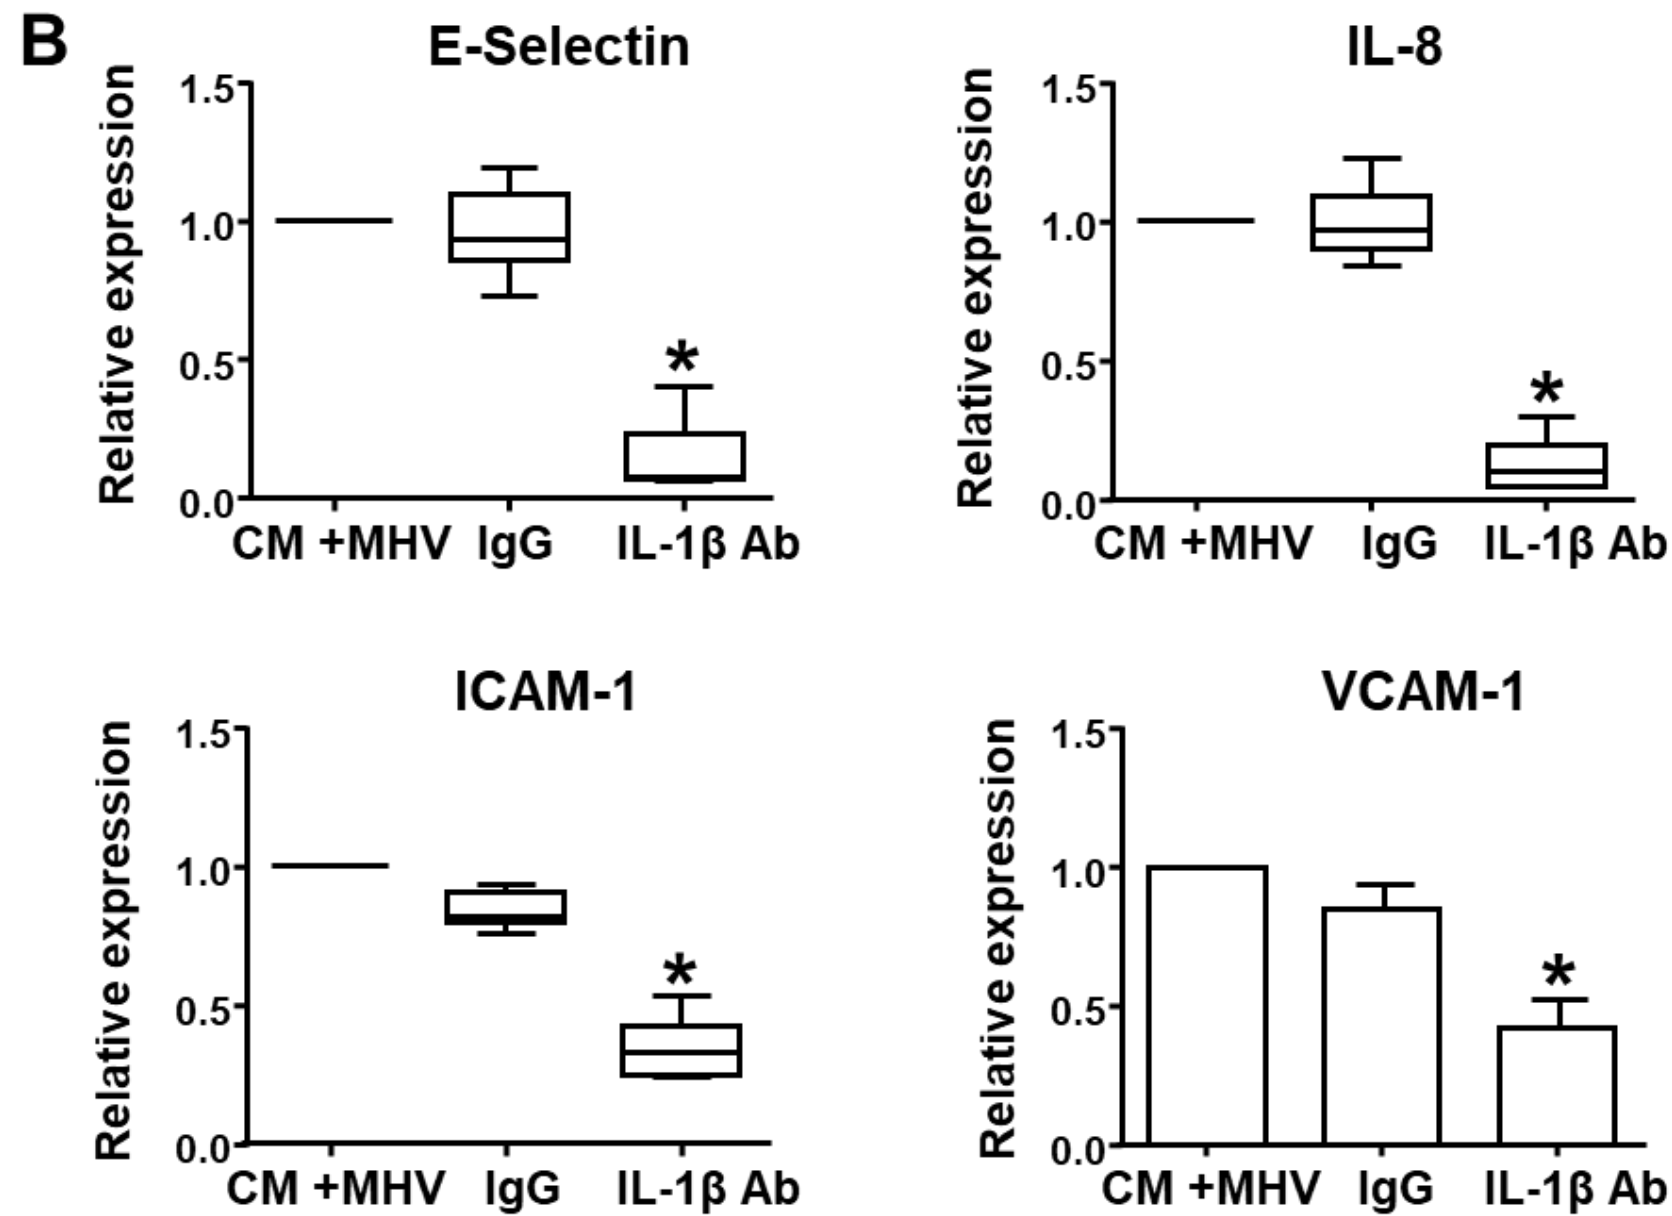 B
E-Selectin
Relative expression
1.5
1.0
0.5
0.0
*
CM +MHV IgG IL-1β Ab
IL-8
Relative expression
1.5
1.0
0.5
0.0
*
CM +MHV IgG IL-1β Ab
ICAM-1
Relative expression
1.5
1.0
0.5
0.0
*
CM +MHV IgG IL-1β Ab
VCAM-1
Relative expression
1.5
1.0
0.5
0.0
*
CM +MHV IgG IL-1β Ab